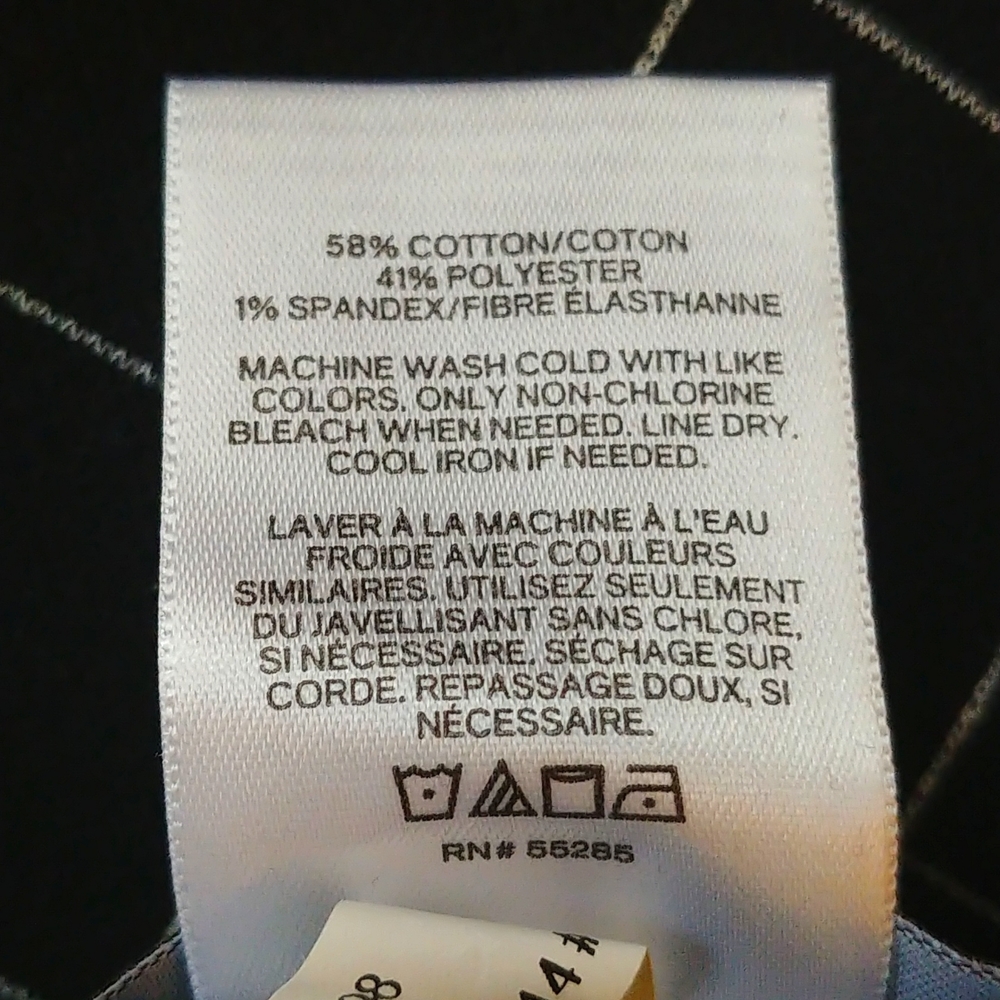 58% COTTON/COTON
41% POLYESTER
1% SPANDEX/FIBRE ÉLASTHANNE
MACHINE WASH COLD WITH LIKE
COLORS. ONLY NON-CHLORINE
BLEACH WHEN NEEDED. LINE DRY.
COOL IRON IF NEEDED.
LAVER À LA MACHINE À L'EAU
FROIDE AVEC COULEURS
SIMILAIRES. UTILISEZ SEULEMENT
DU JAVELLISANT SANS CHLORE,
SI NÉCESSAIRE. SÉCHAGE SUR
CORDE. REPASSAGE DOUX, SI
NÉCESSAIRE.
RN# 55285